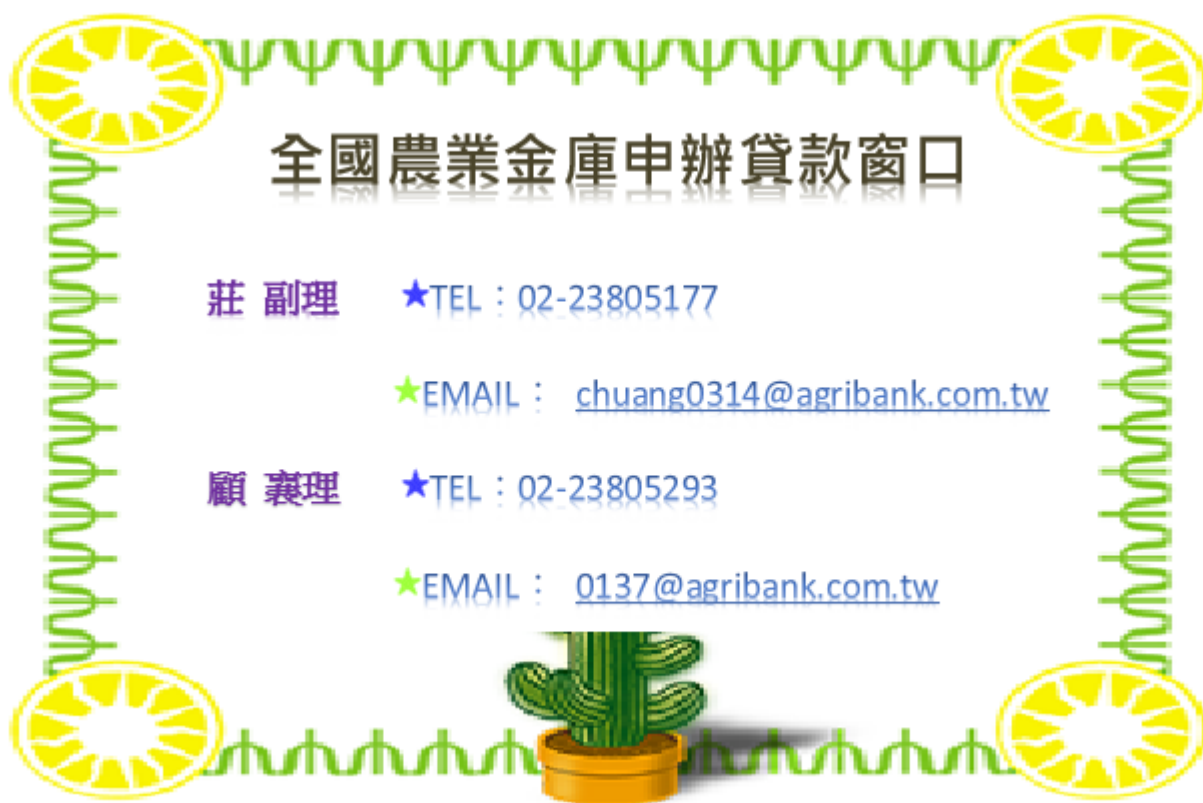 全國農業金庫申辦貸款窗口
莊 副理 ★TEL：02-23805177
★EMAIL： chuang0314@agribank.com.tw
顧 襄理 ★TEL：02-23805293
★EMAIL： 0137@agribank.com.tw